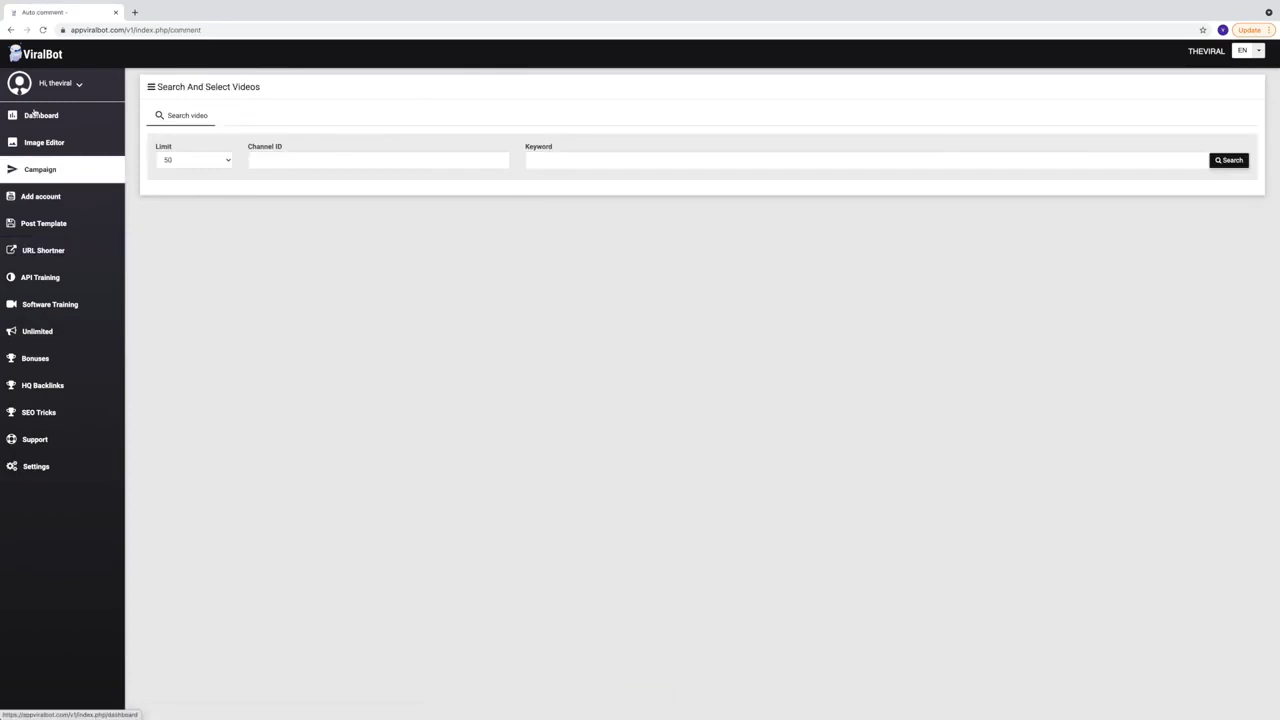 Auto comment -
appviralbot.com/v1/index.php/comment
Update
ViralBot
THEVIRAL
EN
Hi, theviral
Dashboard
Image Editor
Campaign
Add account
Post Template
URL Shortner
API Training
Software Training
Unlimited
Bonuses
HQ Backlinks
SEO Tricks
Support
Settings
Search And Select Videos
Search video
Limit
Channel ID
Keyword
50
Search
https://appviralbot.com/v1/index.php/dashboard